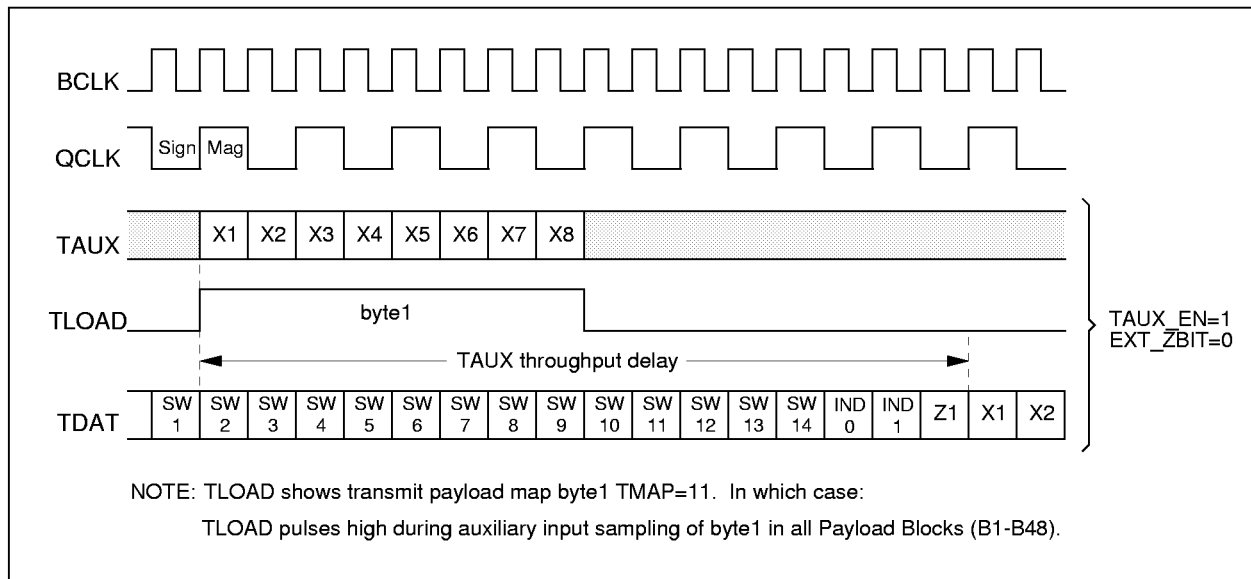 BCLK
QCLK Sign Mag
TAUX X1 X2 X3 X4 X5 X6 X7 X8
TLOAD byte1
TAUX throughput delay
TDAT SW 1 SW 2 SW 3 SW 4 SW 5 SW 6 SW 7 SW 8 SW 9 SW 10 SW 11 SW 12 SW 13 SW 14 IND 0 IND 1 Z1 X1 X2
TAUX_EN=1
EXT_ZBIT=0
NOTE: TLOAD shows transmit payload map byte1 TMAP=11. In which case:
TLOAD pulses high during auxiliary input sampling of byte1 in all Payload Blocks (B1-B48).